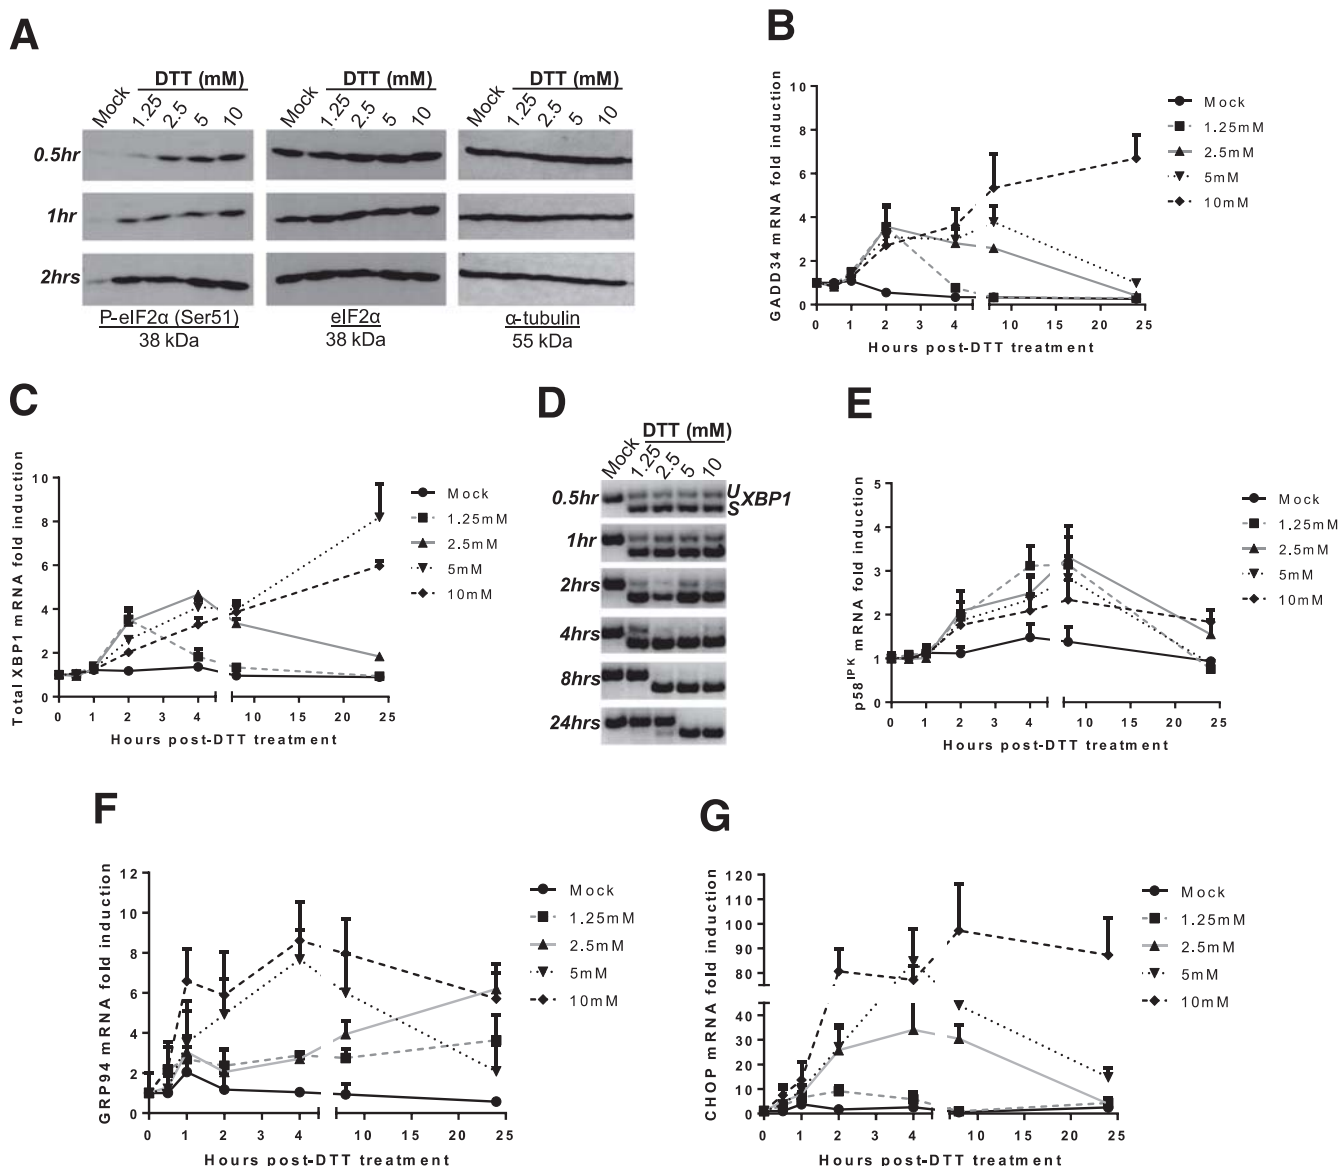 A
DTT (mM) DTT (mM) DTT (mM)
Mock 1.25 2.5 5 10 Mock 1.25 2.5 5 10 Mock 1.25 2.5 5 10
0.5hr
1hr
2hrs
P-eIF2α (Ser51) eIF2α α-tubulin
38 kDa 38 kDa 55 kDa
B
GADD34 mRNA fold induction
10
8
6
4
2
0
0 1 2 3 4 10 15 20 25
Hours post-DTT treatment
Mock
1.25mM
2.5mM
5mM
10mM
C
Total XBP1 mRNA fold induction
10
8
6
4
2
0
0 1 2 3 4 10 15 20 25
Hours post-DTT treatment
Mock
1.25mM
2.5mM
5mM
10mM
D
DTT (mM)
Mock 1.25 2.5 5 10
0.5hr U XBP1
S
1hr
2hrs
4hrs
8hrs
24hrs
E
p58IPK mRNA fold induction
5
4
3
2
1
0
0 1 2 3 4 10 15 20 25
Hours post-DTT treatment
Mock
1.25mM
2.5mM
5mM
10mM
F
GRP94 mRNA fold induction
12
10
8
6
4
2
0
0 1 2 3 4 10 15 20 25
Hours post-DTT treatment
Mock
1.25mM
2.5mM
5mM
10mM
G
CHOP mRNA fold induction
120
110
100
90
80
40
30
20
10
0
0 1 2 3 4 10 15 20 25
Hours post-DTT treatment
Mock
1.25mM
2.5mM
5mM
10mM